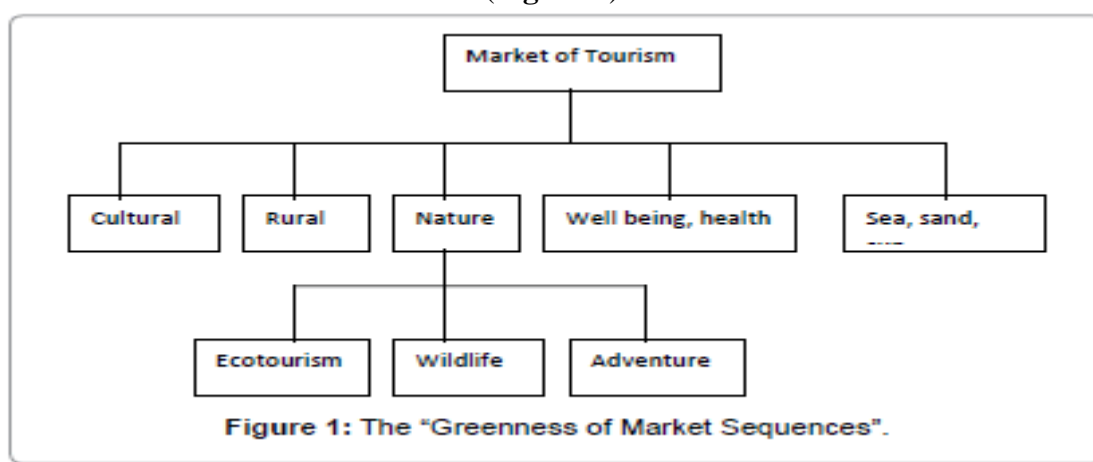 Market of Tourism
Cultural
Rural
Nature
Well being, health
Sea, sand,
Ecotourism
Wildlife
Adventure
Figure 1: The "Greenness of Market Sequences".